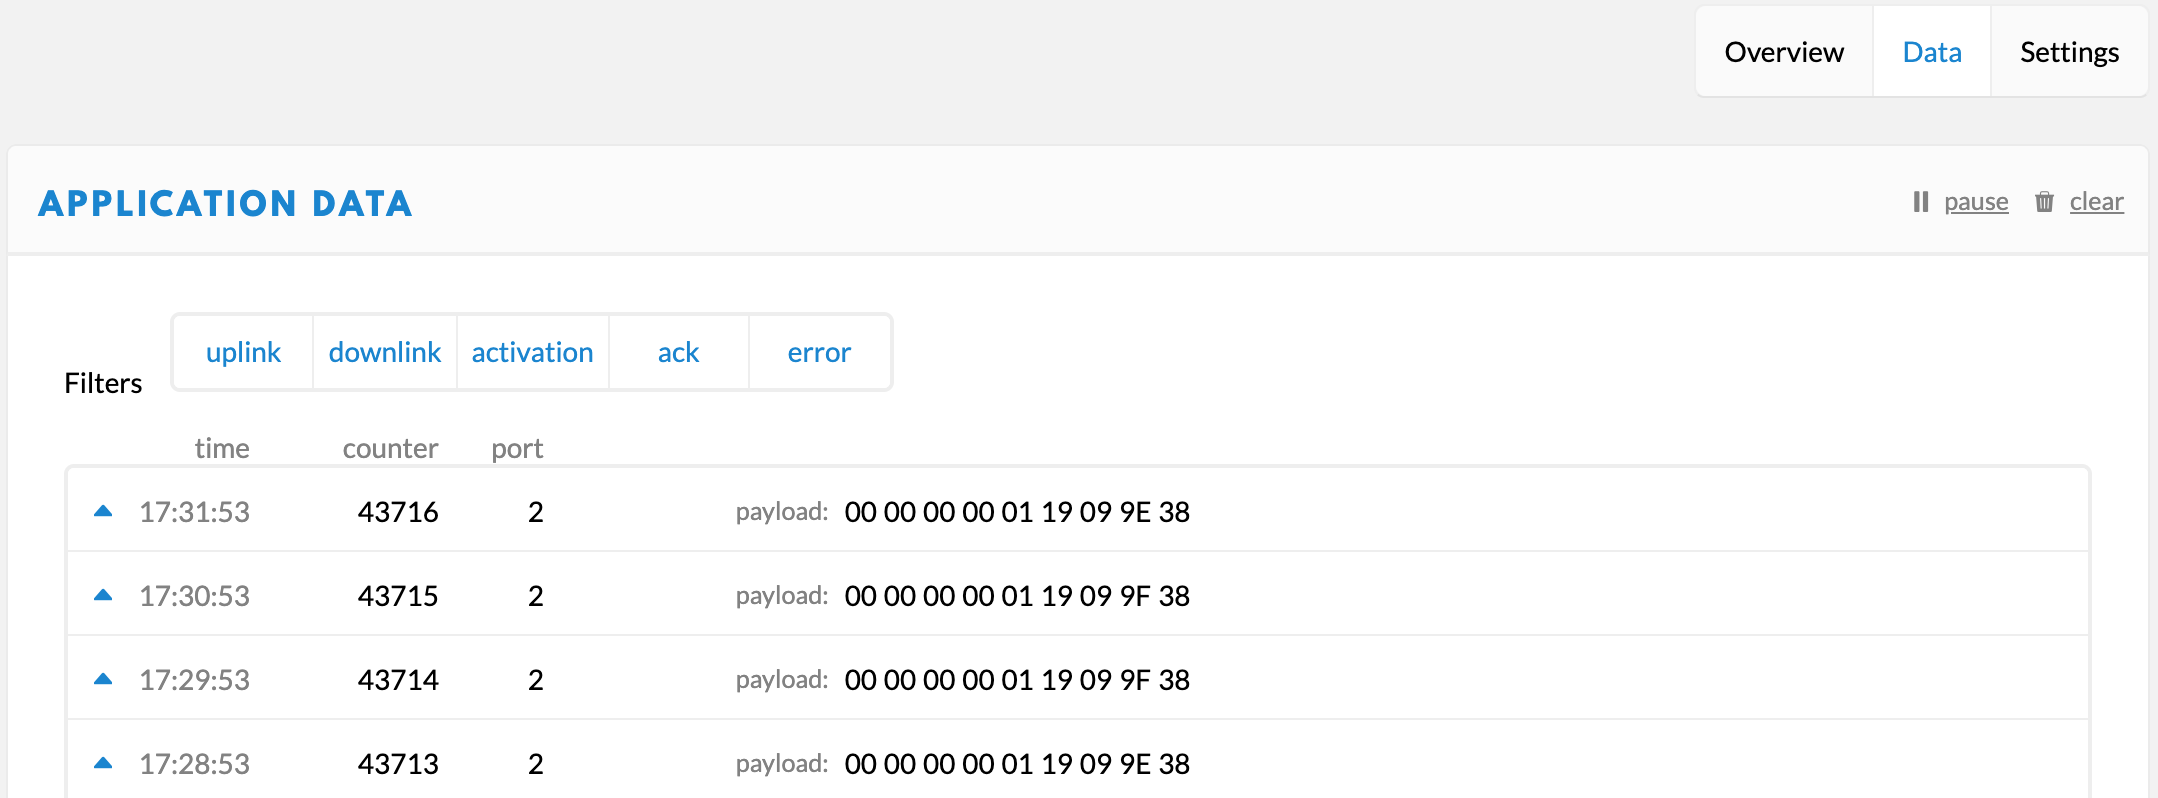 Overview Data Settings
APPLICATION DATA
pause clear
Filters uplink downlink activation ack error
time counter port
17:31:53 43716 2 payload: 00 00 00 00 01 19 09 9E 38
17:30:53 43715 2 payload: 00 00 00 00 01 19 09 9F 38
17:29:53 43714 2 payload: 00 00 00 00 01 19 09 9F 38
17:28:53 43713 2 payload: 00 00 00 00 01 19 09 9E 38